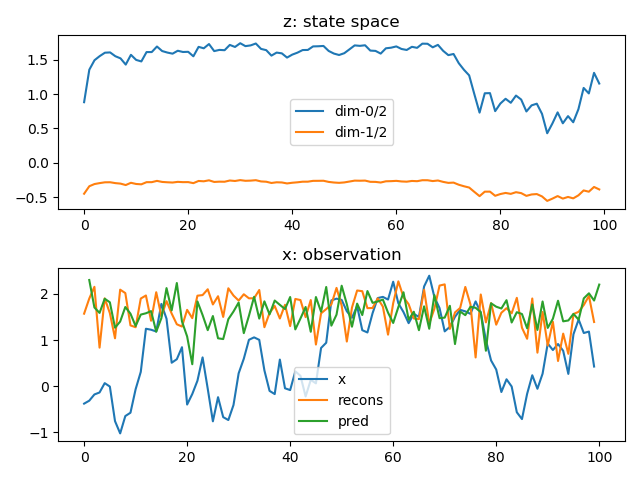 z: state space
1.5
1.0
0.5
0.0
−0.5
dim-0/2
dim-1/2
0 20 40 60 80 100
x: observation
2
1
0
−1
x
recons
pred
0 20 40 60 80 100